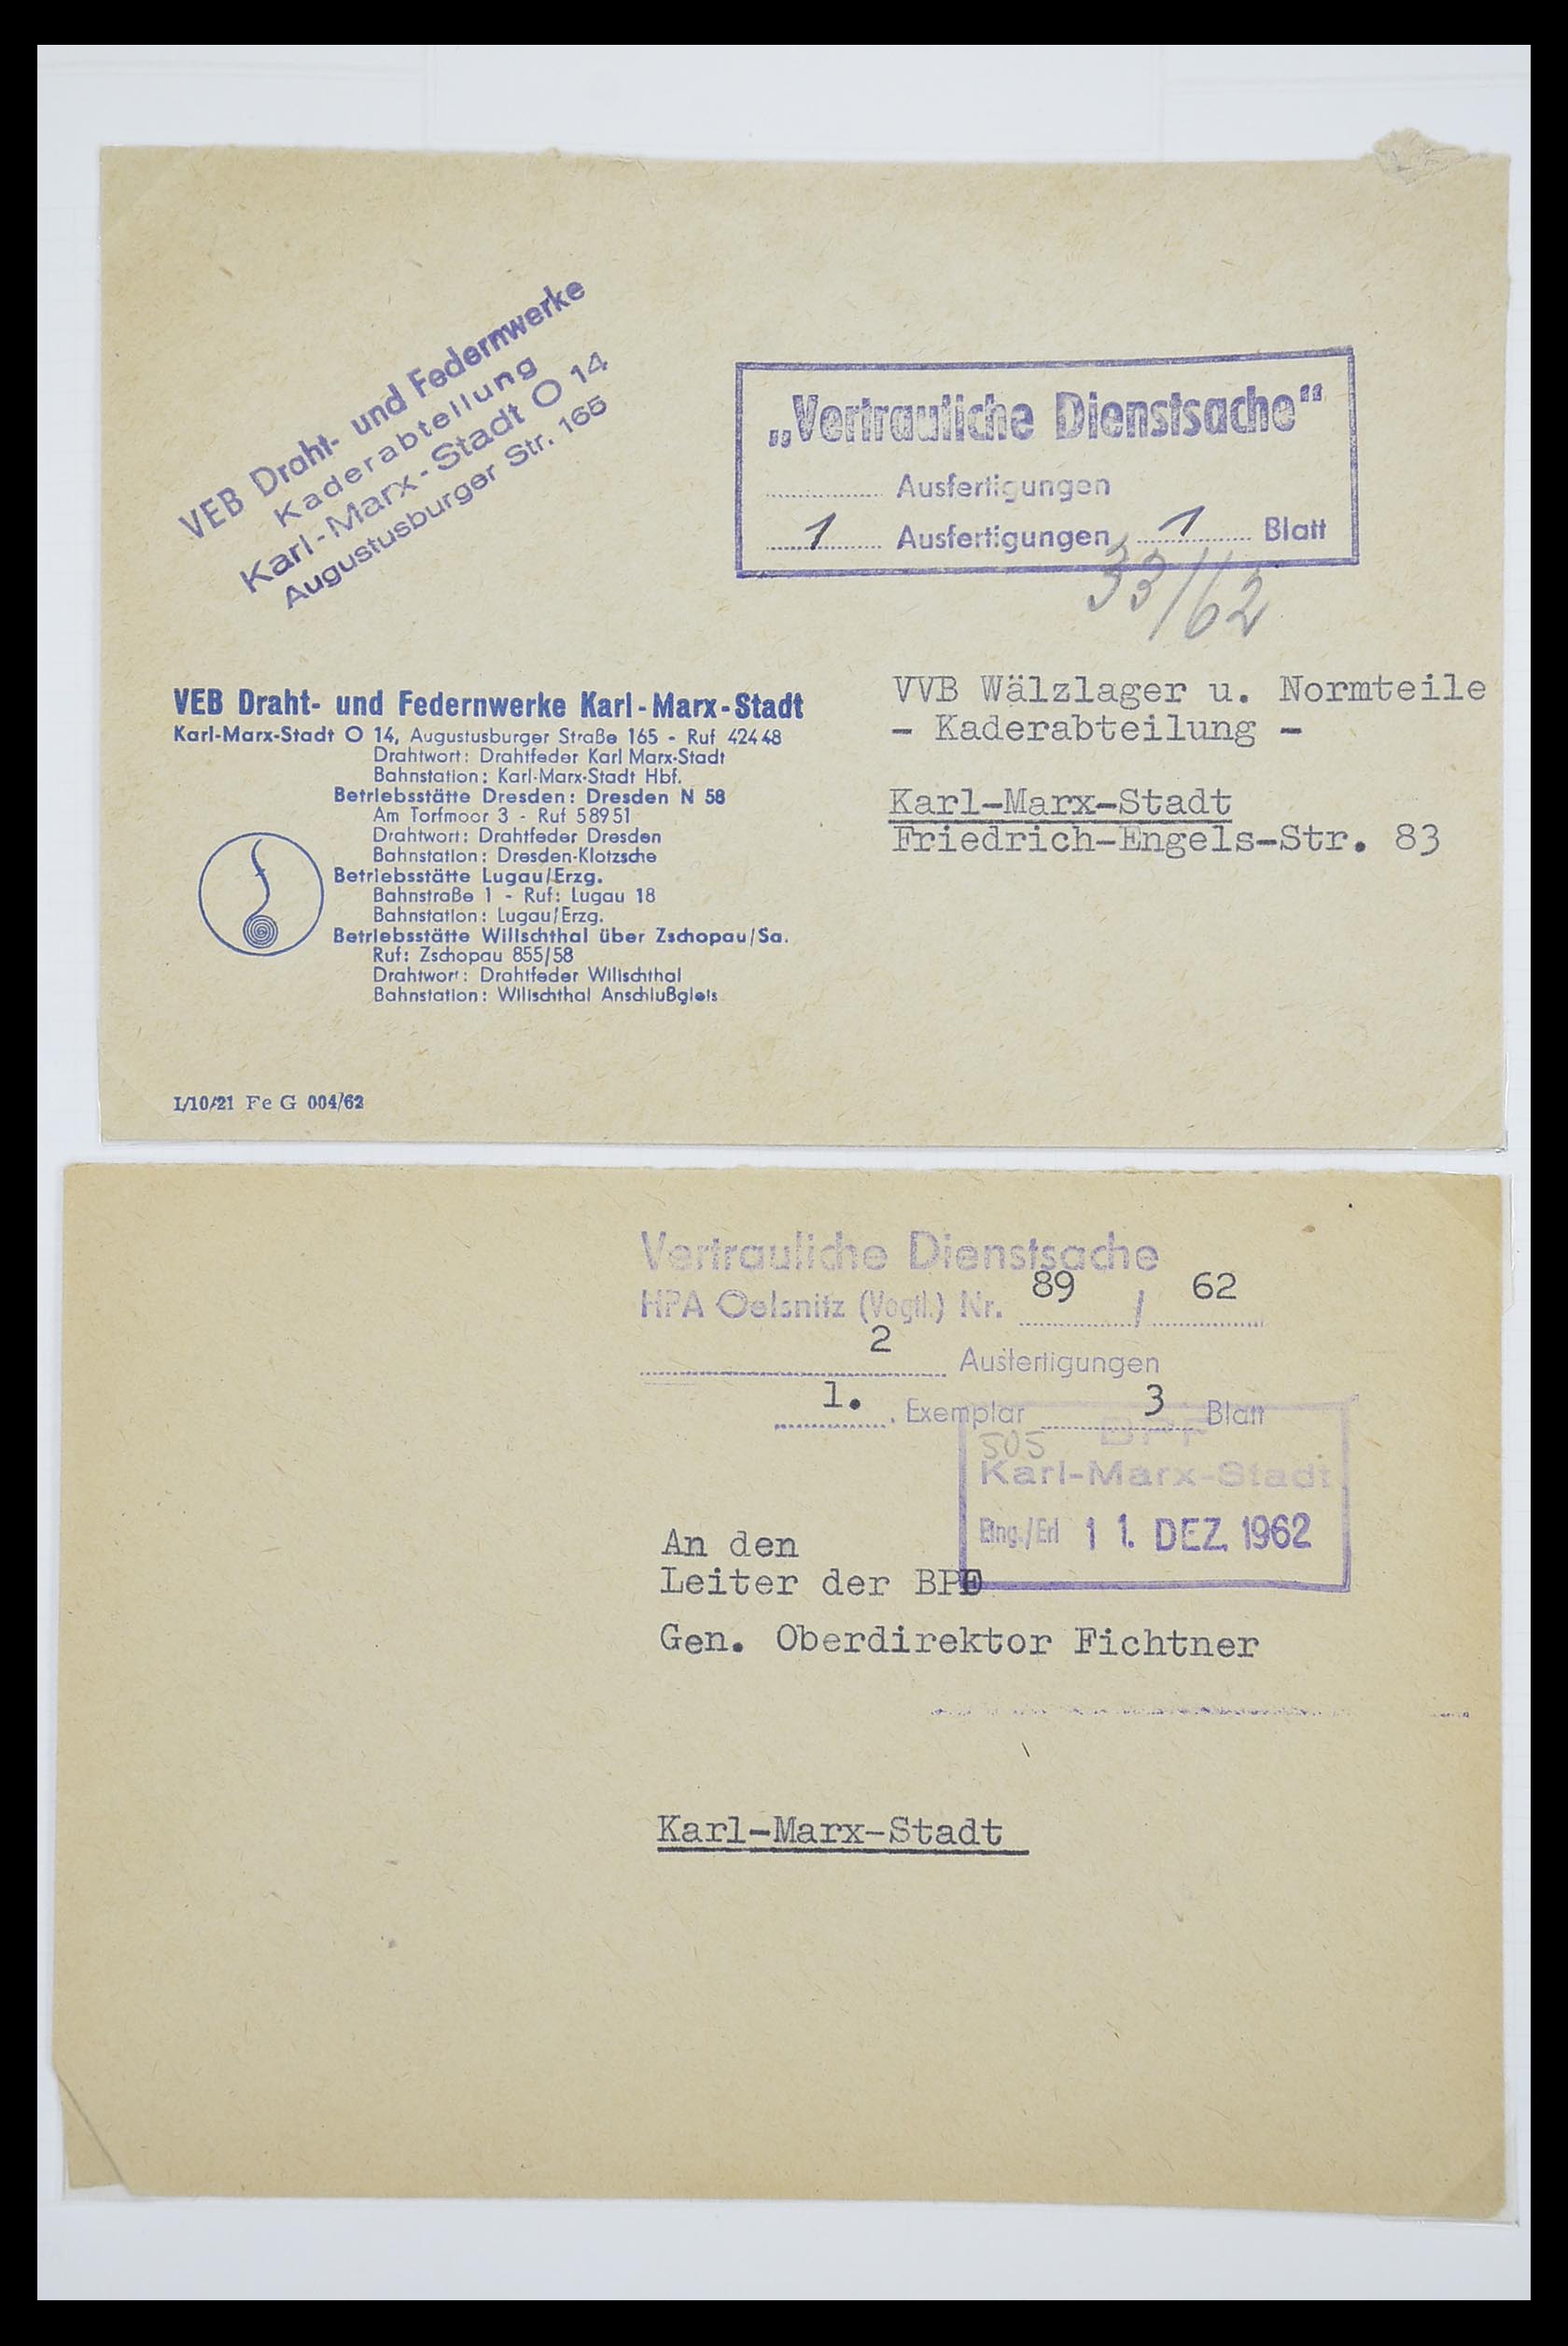 VEB Draht- und Federnwerke
Kaderabteilung
Karl-Marx-Stadt O 14
Augustusburger Str. 165
„Vertrauliche Dienstsache“
Ausfertigungen
1 Ausfertigungen 1 Blatt
33/62
VEB Draht- und Federnwerke Karl-Marx-Stadt
Karl-Marx-Stadt O 14, Augustusburger Straße 165 - Ruf 42448
Drahtwort: Drahtfeder Karl Marx-Stadt
Bahnstation: Karl-Marx-Stadt Hbf.
Betriebsstätte Dresden: Dresden N 58
Am Torfmoor 3 - Ruf 58951
Drahtwort: Drahtfeder Dresden
Bahnstation: Dresden-Klotzsche
Betriebsstätte Lugau/Erzg.
Bahnstraße 1 - Ruf: Lugau 18
Bahnstation: Lugau/Erzg.
Betriebsstätte Willschthal über Zschopau/Sa.
Ruf: Zschopau 855/58
Drahtwort: Drahtfeder Willschthal
Bahnstation: Willschthal Anschlußgleis
VVB Wälzlager u. Normteile
- Kaderabteilung -
Karl-Marx-Stadt
Friedrich-Engels-Str. 83
I/10/21 Fe G 004/62
Vertrauliche Dienstsache
HPA Oelsnitz (Vogtl.) Nr. 89 / 62
2 Ausfertigungen
1. Exemplar 3 Blatt
BPF
505
Karl-Marx-Stadt
Eing./Erl 11. DEZ. 1962
An den
Leiter der BPF
Gen. Oberdirektor Fichtner
Karl-Marx-Stadt